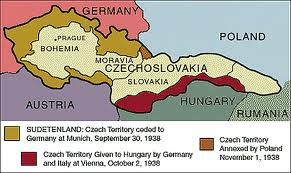 GERMANY
POLAND
PRAGUE
BOHEMIA
MORAVIA
CZECHOSLOVAKIA
SLOVAKIA
AUSTRIA
HUNGARY
RUMANIA
SUDETENLAND: Czech Territory coded to
Germany at Munich, September 30, 1938
Czech Territory
Annexed by Poland
November 1, 1938
Czech Territory Given to Hungary by Germany
and Italy at Vienna, October 2, 1938